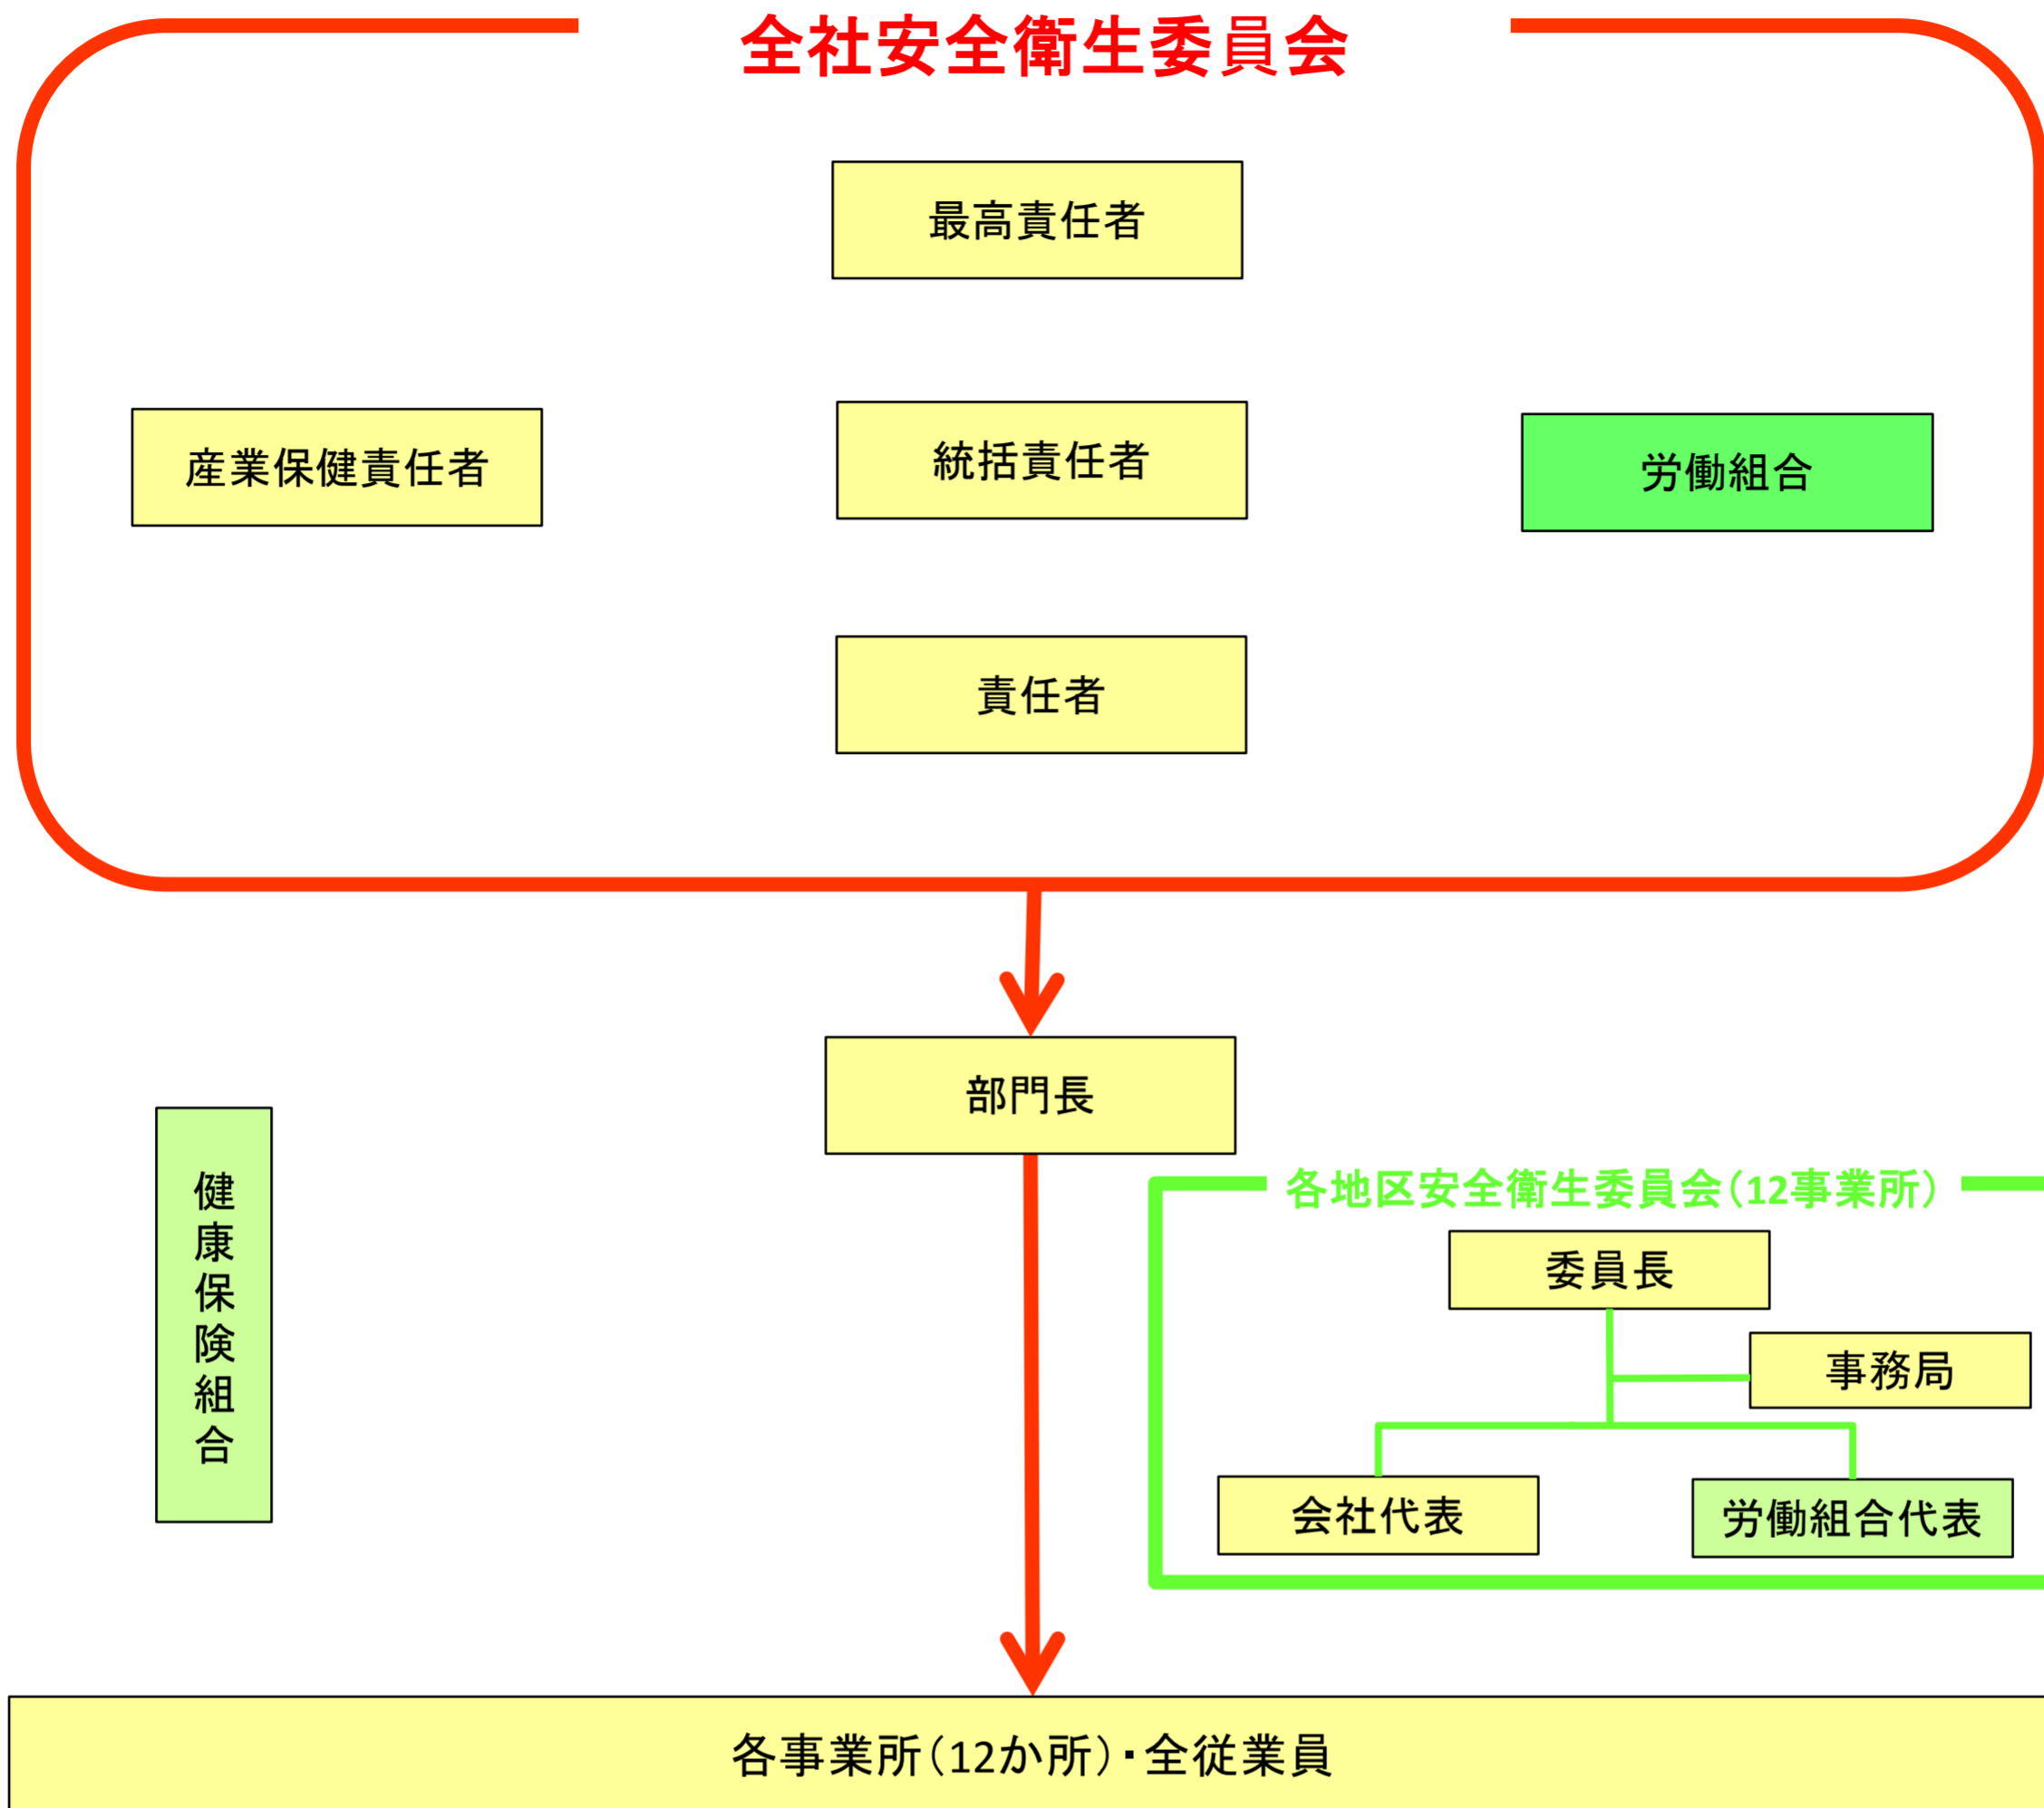 全社安全衛生委員会
最高責任者
産業保健責任者
統括責任者
労働組合
責任者
部門長
健康保険組合
各地区安全衛生委員会(12事業所)
委員長
事務局
会社代表
労働組合代表
各事業所(12か所)・全従業員